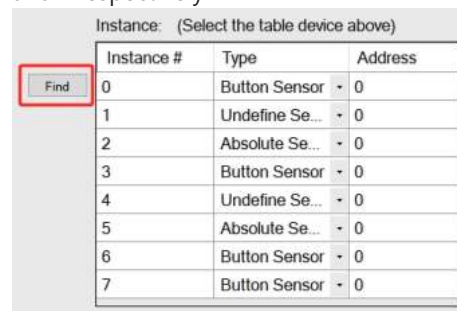 Instance: (Select the table device above)
Instance # Type Address
Find 0 Button Sensor 0
1 Undefine Se... 0
2 Absolute Se... 0
3 Button Sensor 0
4 Undefine Se... 0
5 Absolute Se... 0
6 Button Sensor 0
7 Button Sensor 0